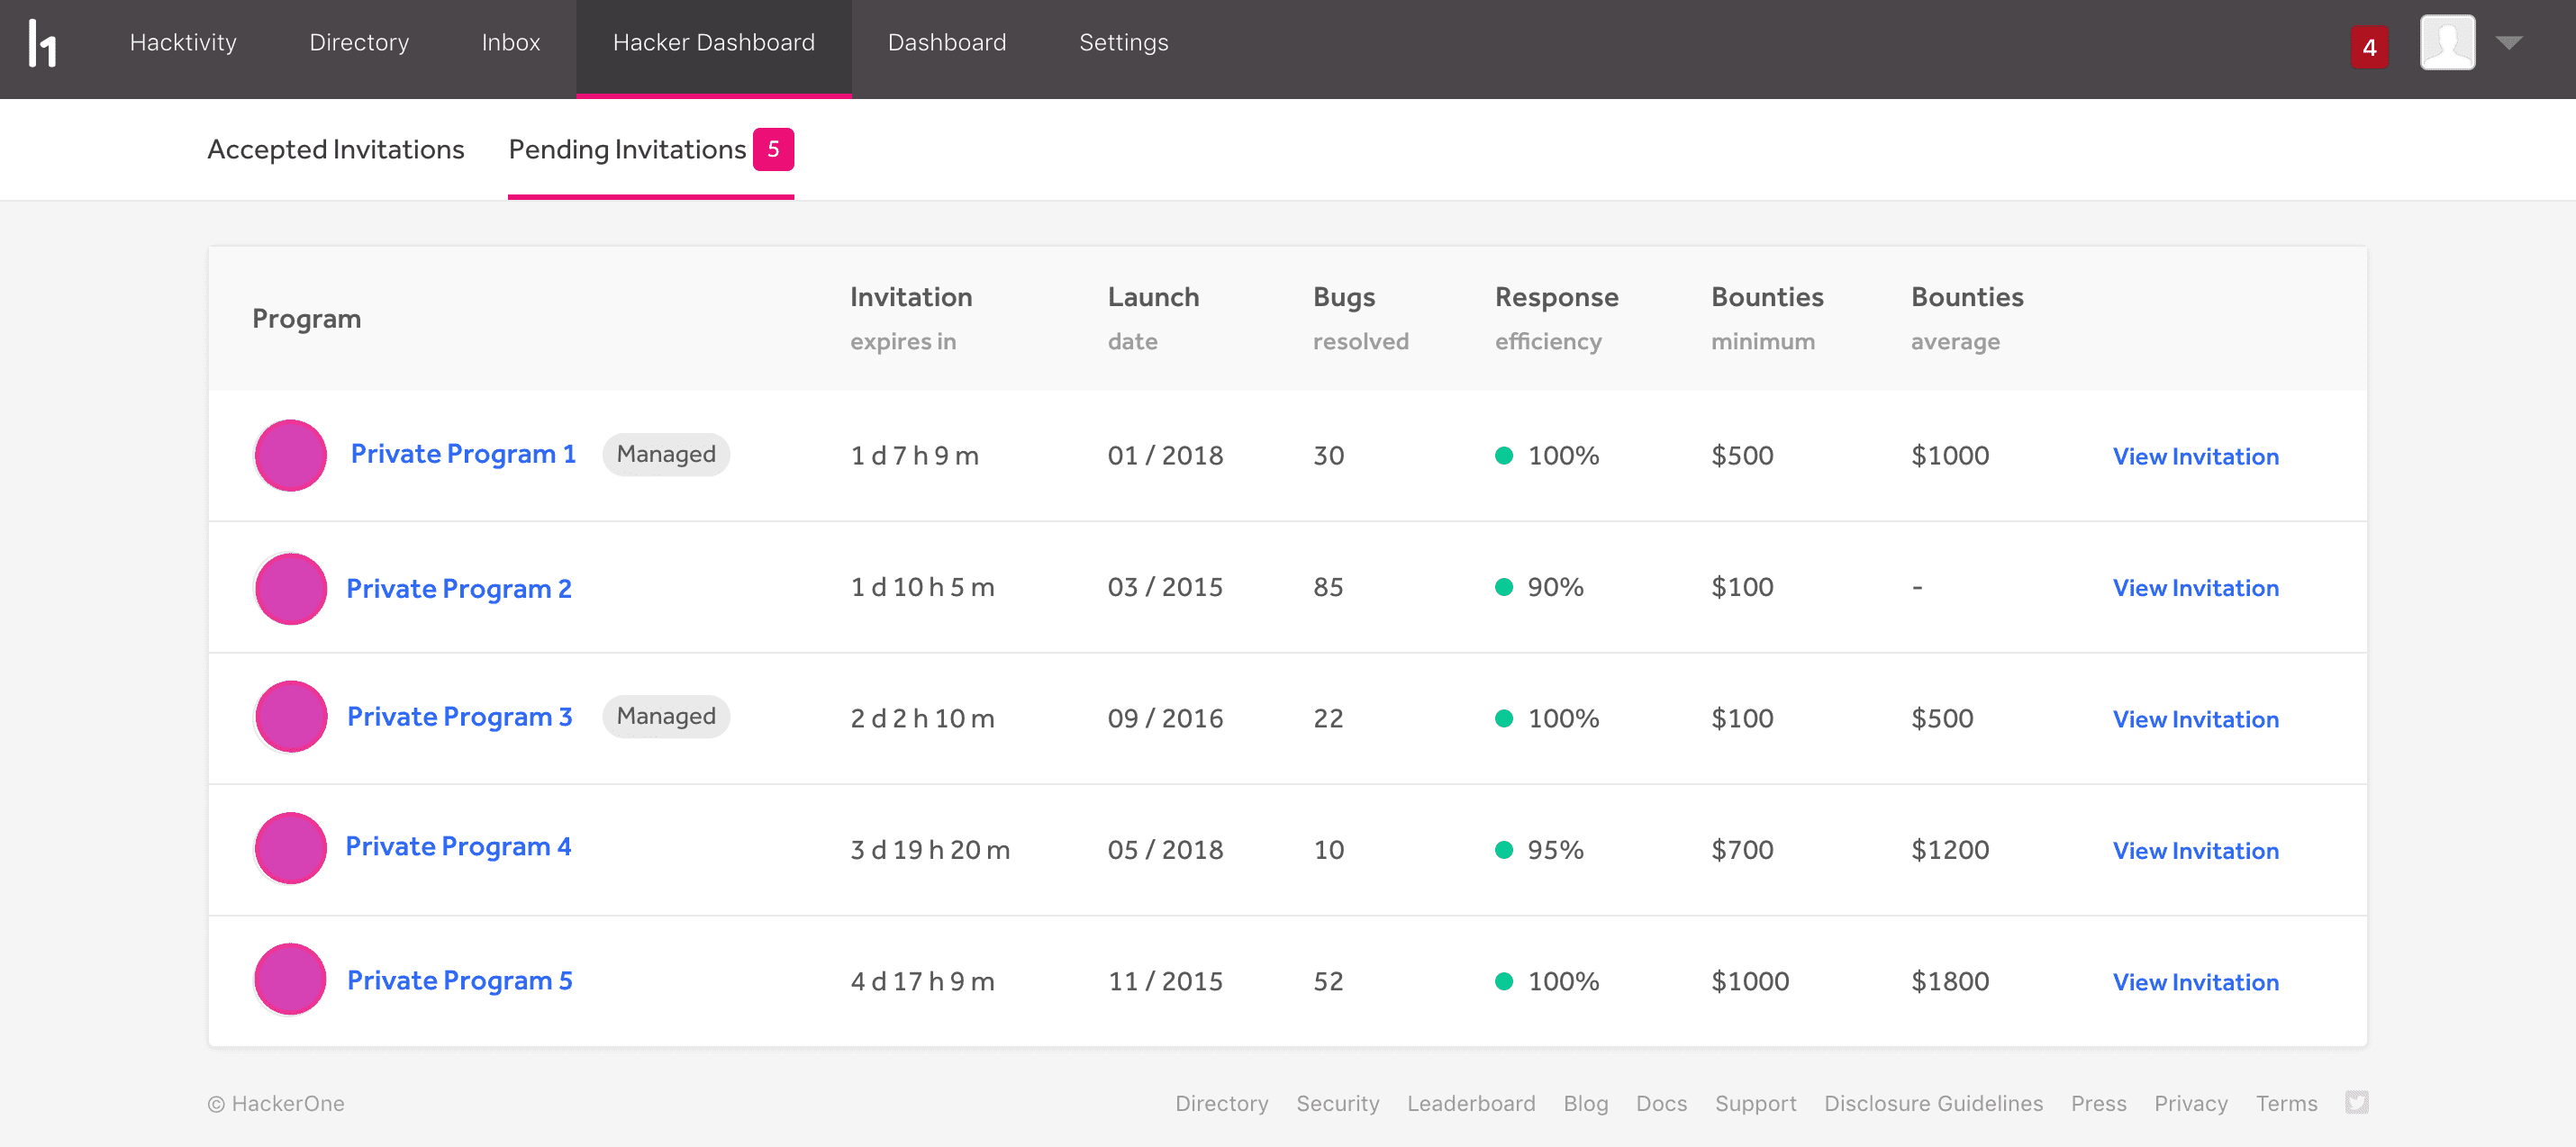 h1 Hacktivity Directory Inbox Hacker Dashboard Dashboard Settings 4
Accepted Invitations Pending Invitations 5
Program Invitation Launch Bugs Response Bounties Bounties
expires in date resolved efficiency minimum average
Private Program 1 Managed 1 d 7 h 9 m 01 / 2018 30 100% $500 $1000 View Invitation
Private Program 2 1 d 10 h 5 m 03 / 2015 85 90% $100 - View Invitation
Private Program 3 Managed 2 d 2 h 10 m 09 / 2016 22 100% $100 $500 View Invitation
Private Program 4 3 d 19 h 20 m 05 / 2018 10 95% $700 $1200 View Invitation
Private Program 5 4 d 17 h 9 m 11 / 2015 52 100% $1000 $1800 View Invitation
© HackerOne Directory Security Leaderboard Blog Docs Support Disclosure Guidelines Press Privacy Terms